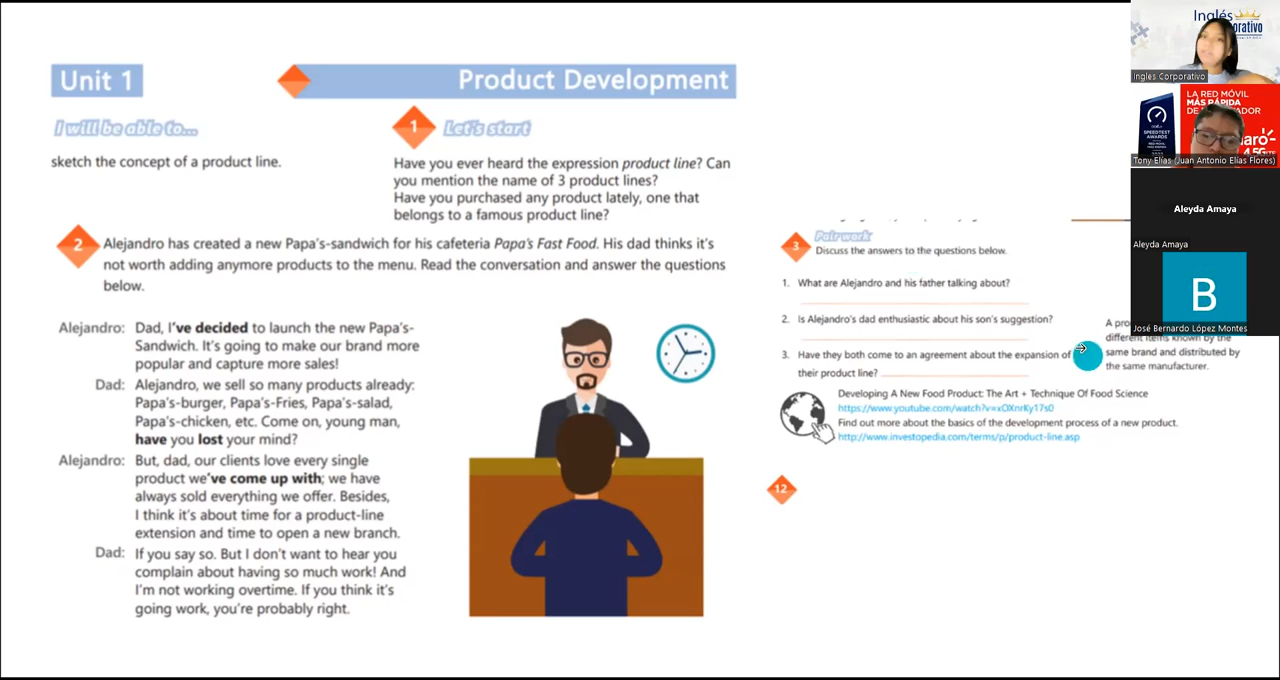 Unit 1
Product Development
I will be able to...
sketch the concept of a product line.
1
Let's start
Have you ever heard the expression product line? Can
you mention the name of 3 product lines?
Have you purchased any product lately, one that
belongs to a famous product line?
2
Alejandro has created a new Papa's-sandwich for his cafeteria Papa's Fast Food. His dad thinks it's
not worth adding anymore products to the menu. Read the conversation and answer the questions
below.
Alejandro: Dad, I've decided to launch the new Papa's-
Sandwich. It's going to make our brand more
popular and capture more sales!
Dad: Alejandro, we sell so many products already:
Papa's-burger, Papa's-Fries, Papa's-salad,
Papa's-chicken, etc. Come on, young man,
have you lost your mind?
Alejandro: But, dad, our clients love every single
product we've come up with; we have
always sold everything we offer. Besides,
I think it's about time for a product-line
extension and time to open a new branch.
Dad: If you say so. But I don't want to hear you
complain about having so much work! And
I'm not working overtime. If you think it's
going work, you're probably right.
3
Pair work
Discuss the answers to the questions below.
1. What are Alejandro and his father talking about?
2. Is Alejandro's dad enthusiastic about his son's suggestion?
3. Have they both come to an agreement about the expansion of
their product line?
A pro
different items known by the
same brand and distributed by
the same manufacturer.
Developing A New Food Product: The Art + Technique Of Food Science
https://www.youtube.com/watch?v=xOXnrKy17s0
Find out more about the basics of the development process of a new product.
http://www.investopedia.com/terms/p/product-line.asp
12
Inglés
orativo
Ingles Corporativo
LA RED MÓVIL
MÁS RÁPIDA
DE
VADOR
SPEEDTEST
AWARDS
aro
4.5G
Tony Elías (Juan Antonio Elías Flores)
Aleyda Amaya
Aleyda Amaya
B
José Bernardo López Montes